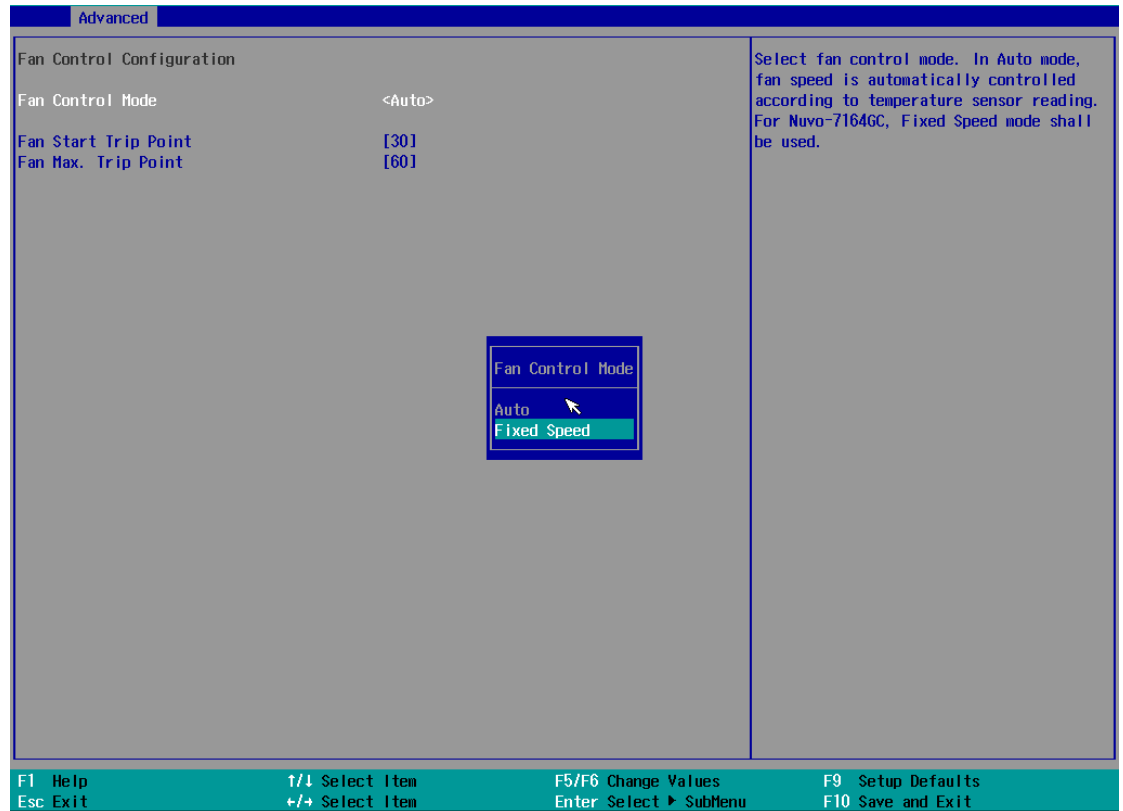 Advanced
Fan Control Configuration
Fan Control Mode <Auto>
Fan Start Trip Point [30]
Fan Max. Trip Point [60]
Select fan control mode. In Auto mode,
fan speed is automatically controlled
according to temperature sensor reading.
For Nuvo-7164GC, Fixed Speed mode shall
be used.
Fan Control Mode
Auto
Fixed Speed
F1 Help ↑/↓ Select Item F5/F6 Change Values F9 Setup Defaults
Esc Exit ←/→ Select Item Enter Select ▶ SubMenu F10 Save and Exit